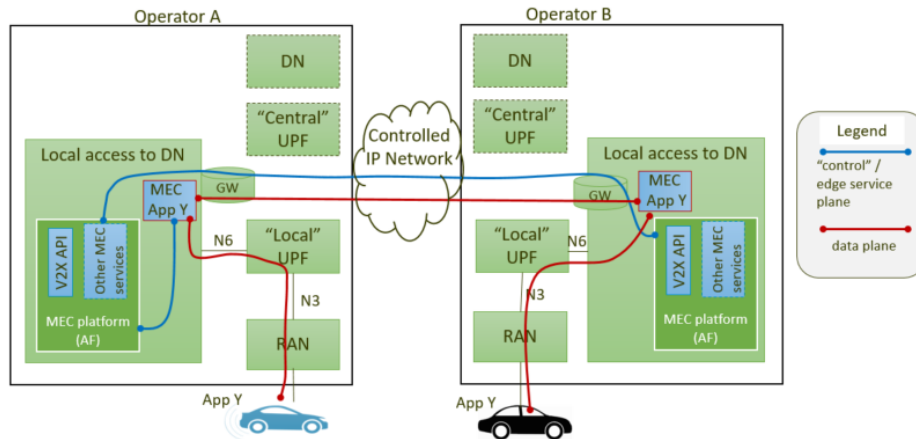 Operator A
DN
"Central"
UPF
Local access to DN
GW
MEC
App Y
V2X API
Other MEC
services
MEC platform
(AF)
N6
"Local"
UPF
N3
RAN
App Y
Controlled
IP Network
Operator B
DN
"Central"
UPF
Local access to DN
GW
MEC
App Y
"Local"
UPF
N6
V2X API
Other MEC
services
MEC platform
(AF)
N3
RAN
App Y
Legend
"control" /
edge service
plane
data plane